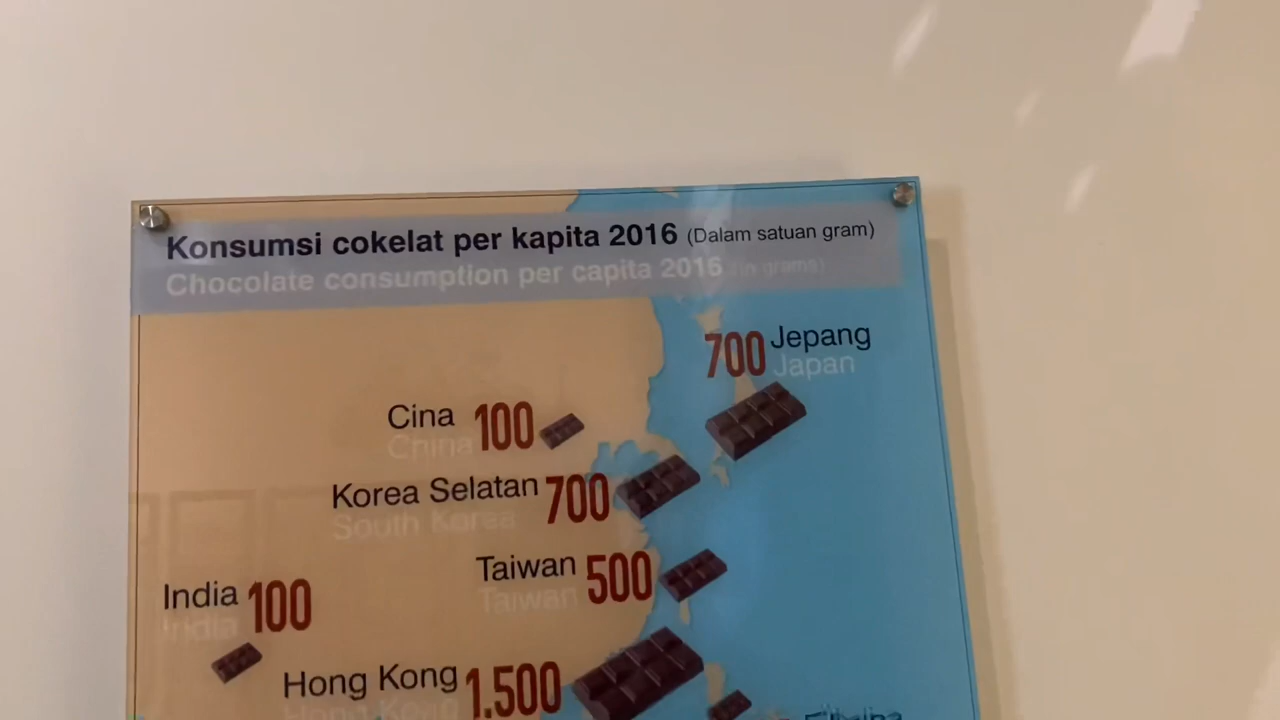 Konsumsi cokelat per kapita 2016 (Dalam satuan gram)
Chocolate consumption per capita 2016 (in grams)
700 Jepang
Japan
Cina 100
China
Korea Selatan 700
South Korea
Taiwan 500
Taiwan
India 100
India
Hong Kong 1.500
Hong Kong